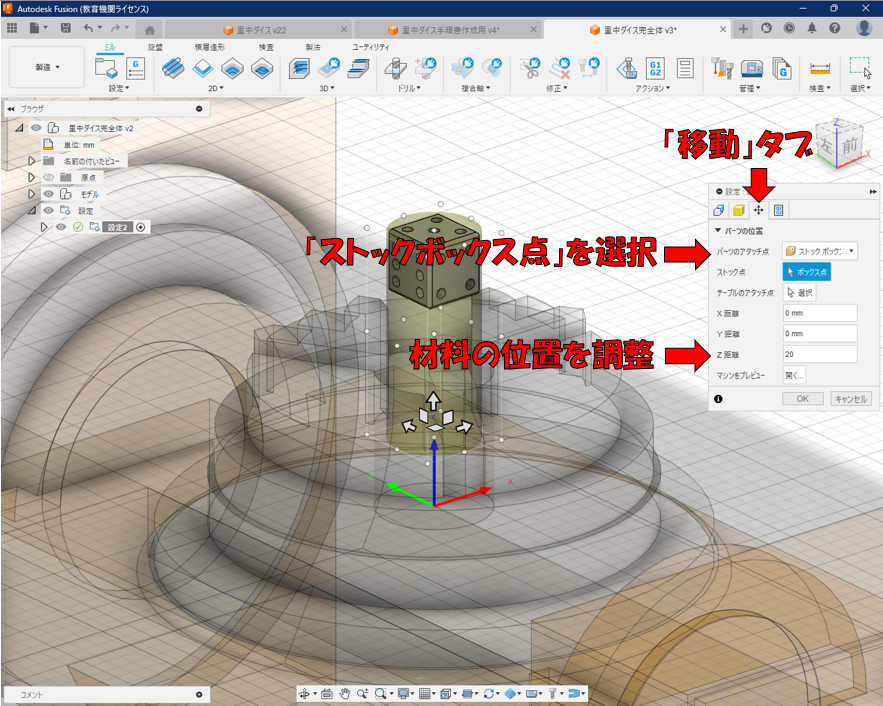 Autodesk Fusion (教育機関ライセンス)
里中ダイス v22
里中ダイス手順書作成用 v4*
里中ダイス完全体 v3*
ミル
旋盤
積層造形
検査
製法
ユーティリティ
製造
設定
2D
3D
ドリル
複合軸
修正
アクション
管理
検査
選択
G
G1
G2
G
ブラウザ
里中ダイス完全体 v2
単位: mm
名前の付いたビュー
原点
モデル
設定
設定2
「移動」タブ
Z
左
前
X
設定
パーツの位置
「ストックボックス点」を選択
パーツのアタッチ点
ストック ボック...
ストック点
ボックス点
テーブルのアタッチ点
選択
X 距離
0 mm
Y 距離
0 mm
材料の位置を調整
Z 距離
20
マシンをプレビュー
開く...
OK
キャンセル
X
コメント